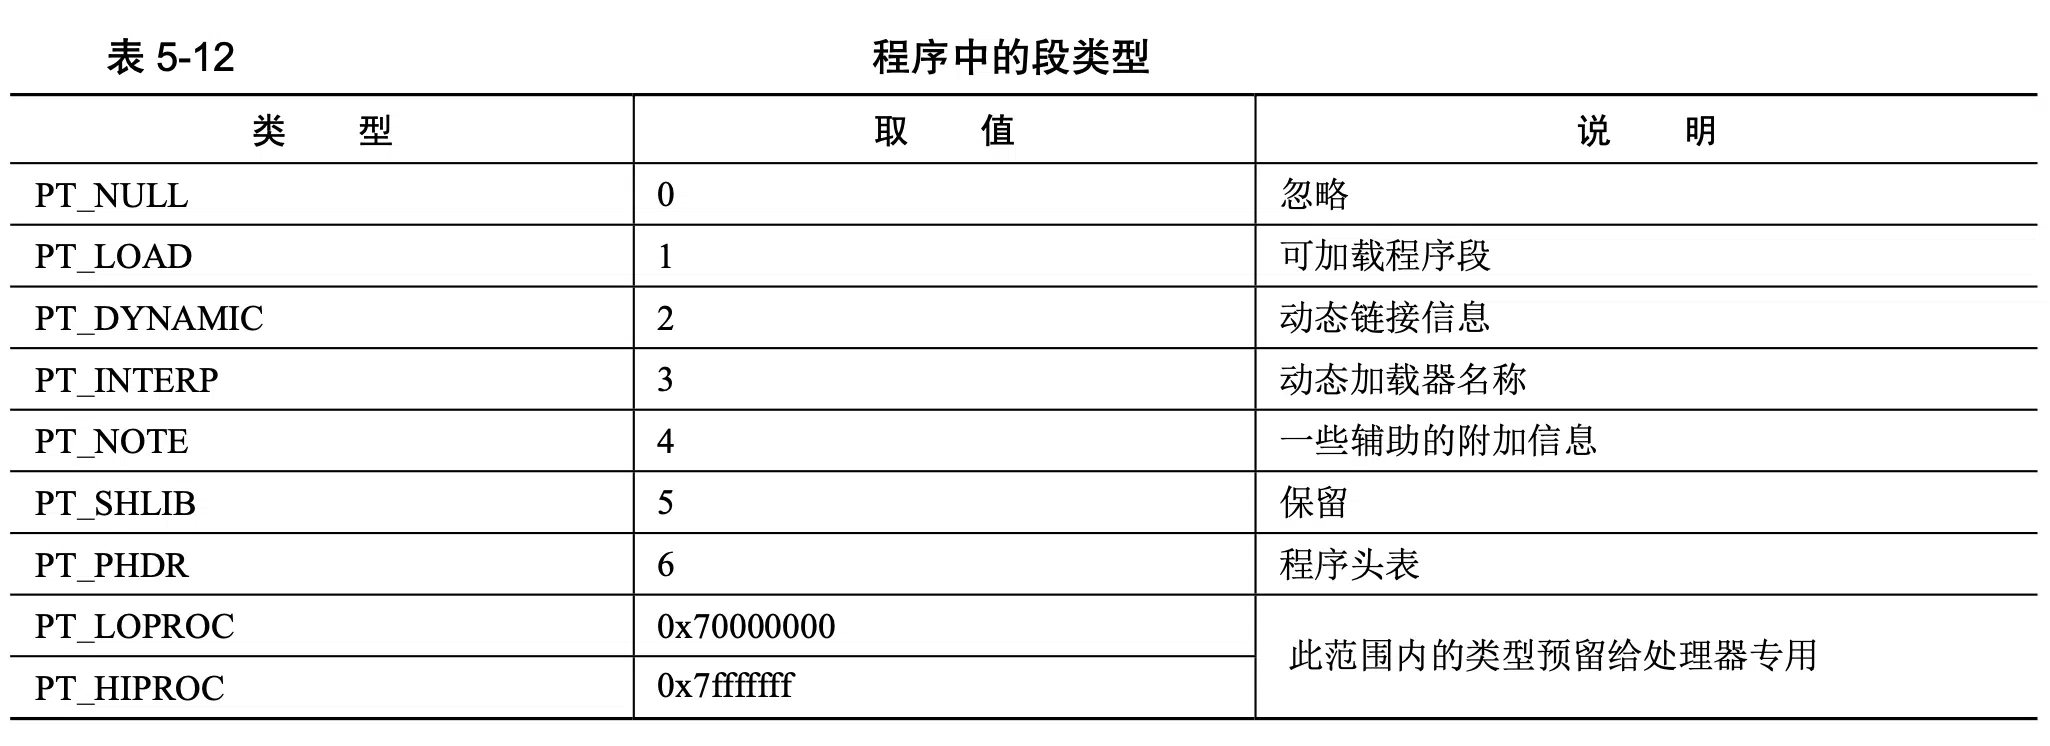 表 5-12 程序中的段类型
类 型 取 值 说 明
PT_NULL 0 忽略
PT_LOAD 1 可加载程序段
PT_DYNAMIC 2 动态链接信息
PT_INTERP 3 动态加载器名称
PT_NOTE 4 一些辅助的附加信息
PT_SHLIB 5 保留
PT_PHDR 6 程序头表
PT_LOPROC 0x70000000
此范围内的类型预留给处理器专用
PT_HIPROC 0x7fffffff